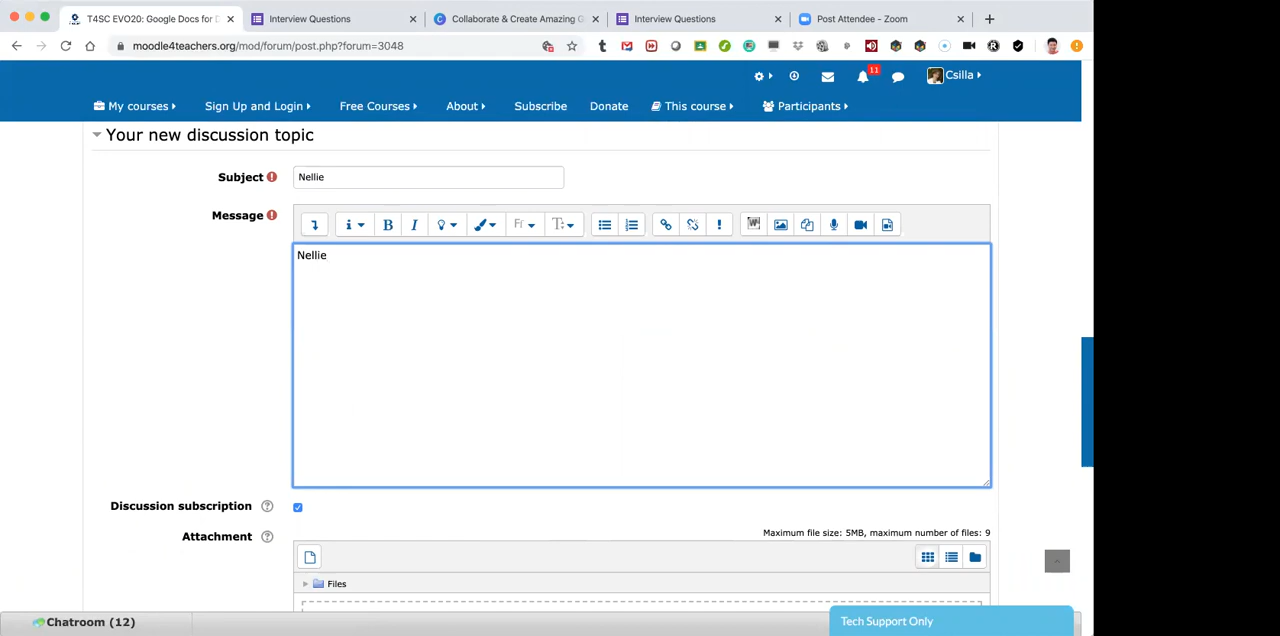 T4SC EVO20: Google Docs for D
Interview Questions
Collaborate & Create Amazing G
Interview Questions
Post Attendee - Zoom
moodle4teachers.org/mod/forum/post.php?forum=3048
11
Csilla
My courses
Sign Up and Login
Free Courses
About
Subscribe
Donate
This course
Participants
Your new discussion topic
Subject
Nellie
Message
Nellie
Discussion subscription
Attachment
Maximum file size: 5MB, maximum number of files: 9
Files
Chatroom (12)
Tech Support Only